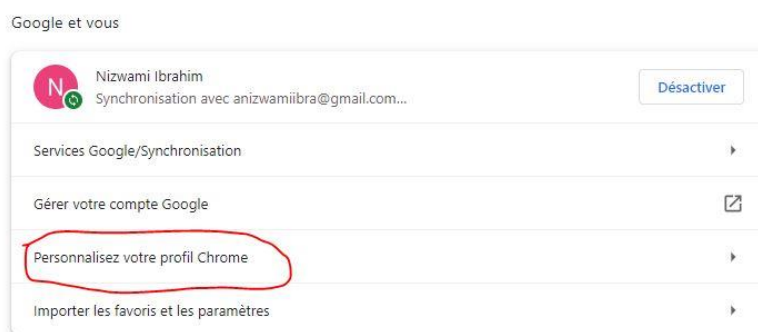 Google et vous
N
Nizwami Ibrahim
Synchronisation avec anizwamiibra@gmail.com...
Désactiver
Services Google/Synchronisation
Gérer votre compte Google
Personnalisez votre profil Chrome
Importer les favoris et les paramètres